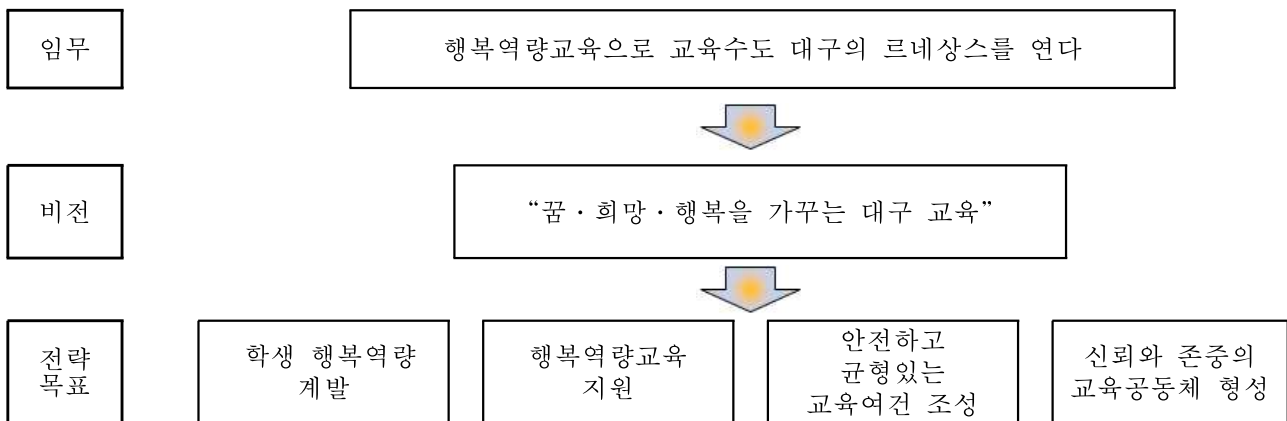 임무
행복역량교육으로 교육수도 대구의 르네상스를 연다
비전
“꿈·희망·행복을 가꾸는 대구 교육”
전략
목표
학생 행복역량
계발
행복역량교육
지원
안전하고
균형있는
교육여건 조성
신뢰와 존중의
교육공동체 형성